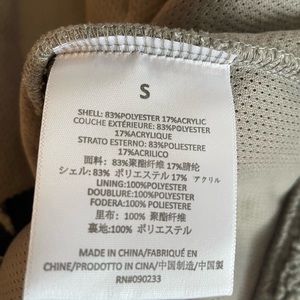 S
SHELL: 83%POLYESTER 17%ACRYLIC
COUCHE EXTÉRIEURE: 83%POLYESTER
17%ACRYLIQUE
STRATO ESTERNO: 83%POLIESTERE
17%ACRILICO
面料: 83%聚酯纤维 17%腈纶
シェル: 83% ポリエステル 17% アクリル
LINING:100%POLYESTER
DOUBLURE:100%POLYESTER
FODERA:100%POLIESTERE
里布: 100% 聚酯纤维
裏地:100% ポリエステル
MADE IN CHINA/FABRIQUÉ EN
CHINE/PRODOTTO IN CINA/中国制造/中国製
RN#090233